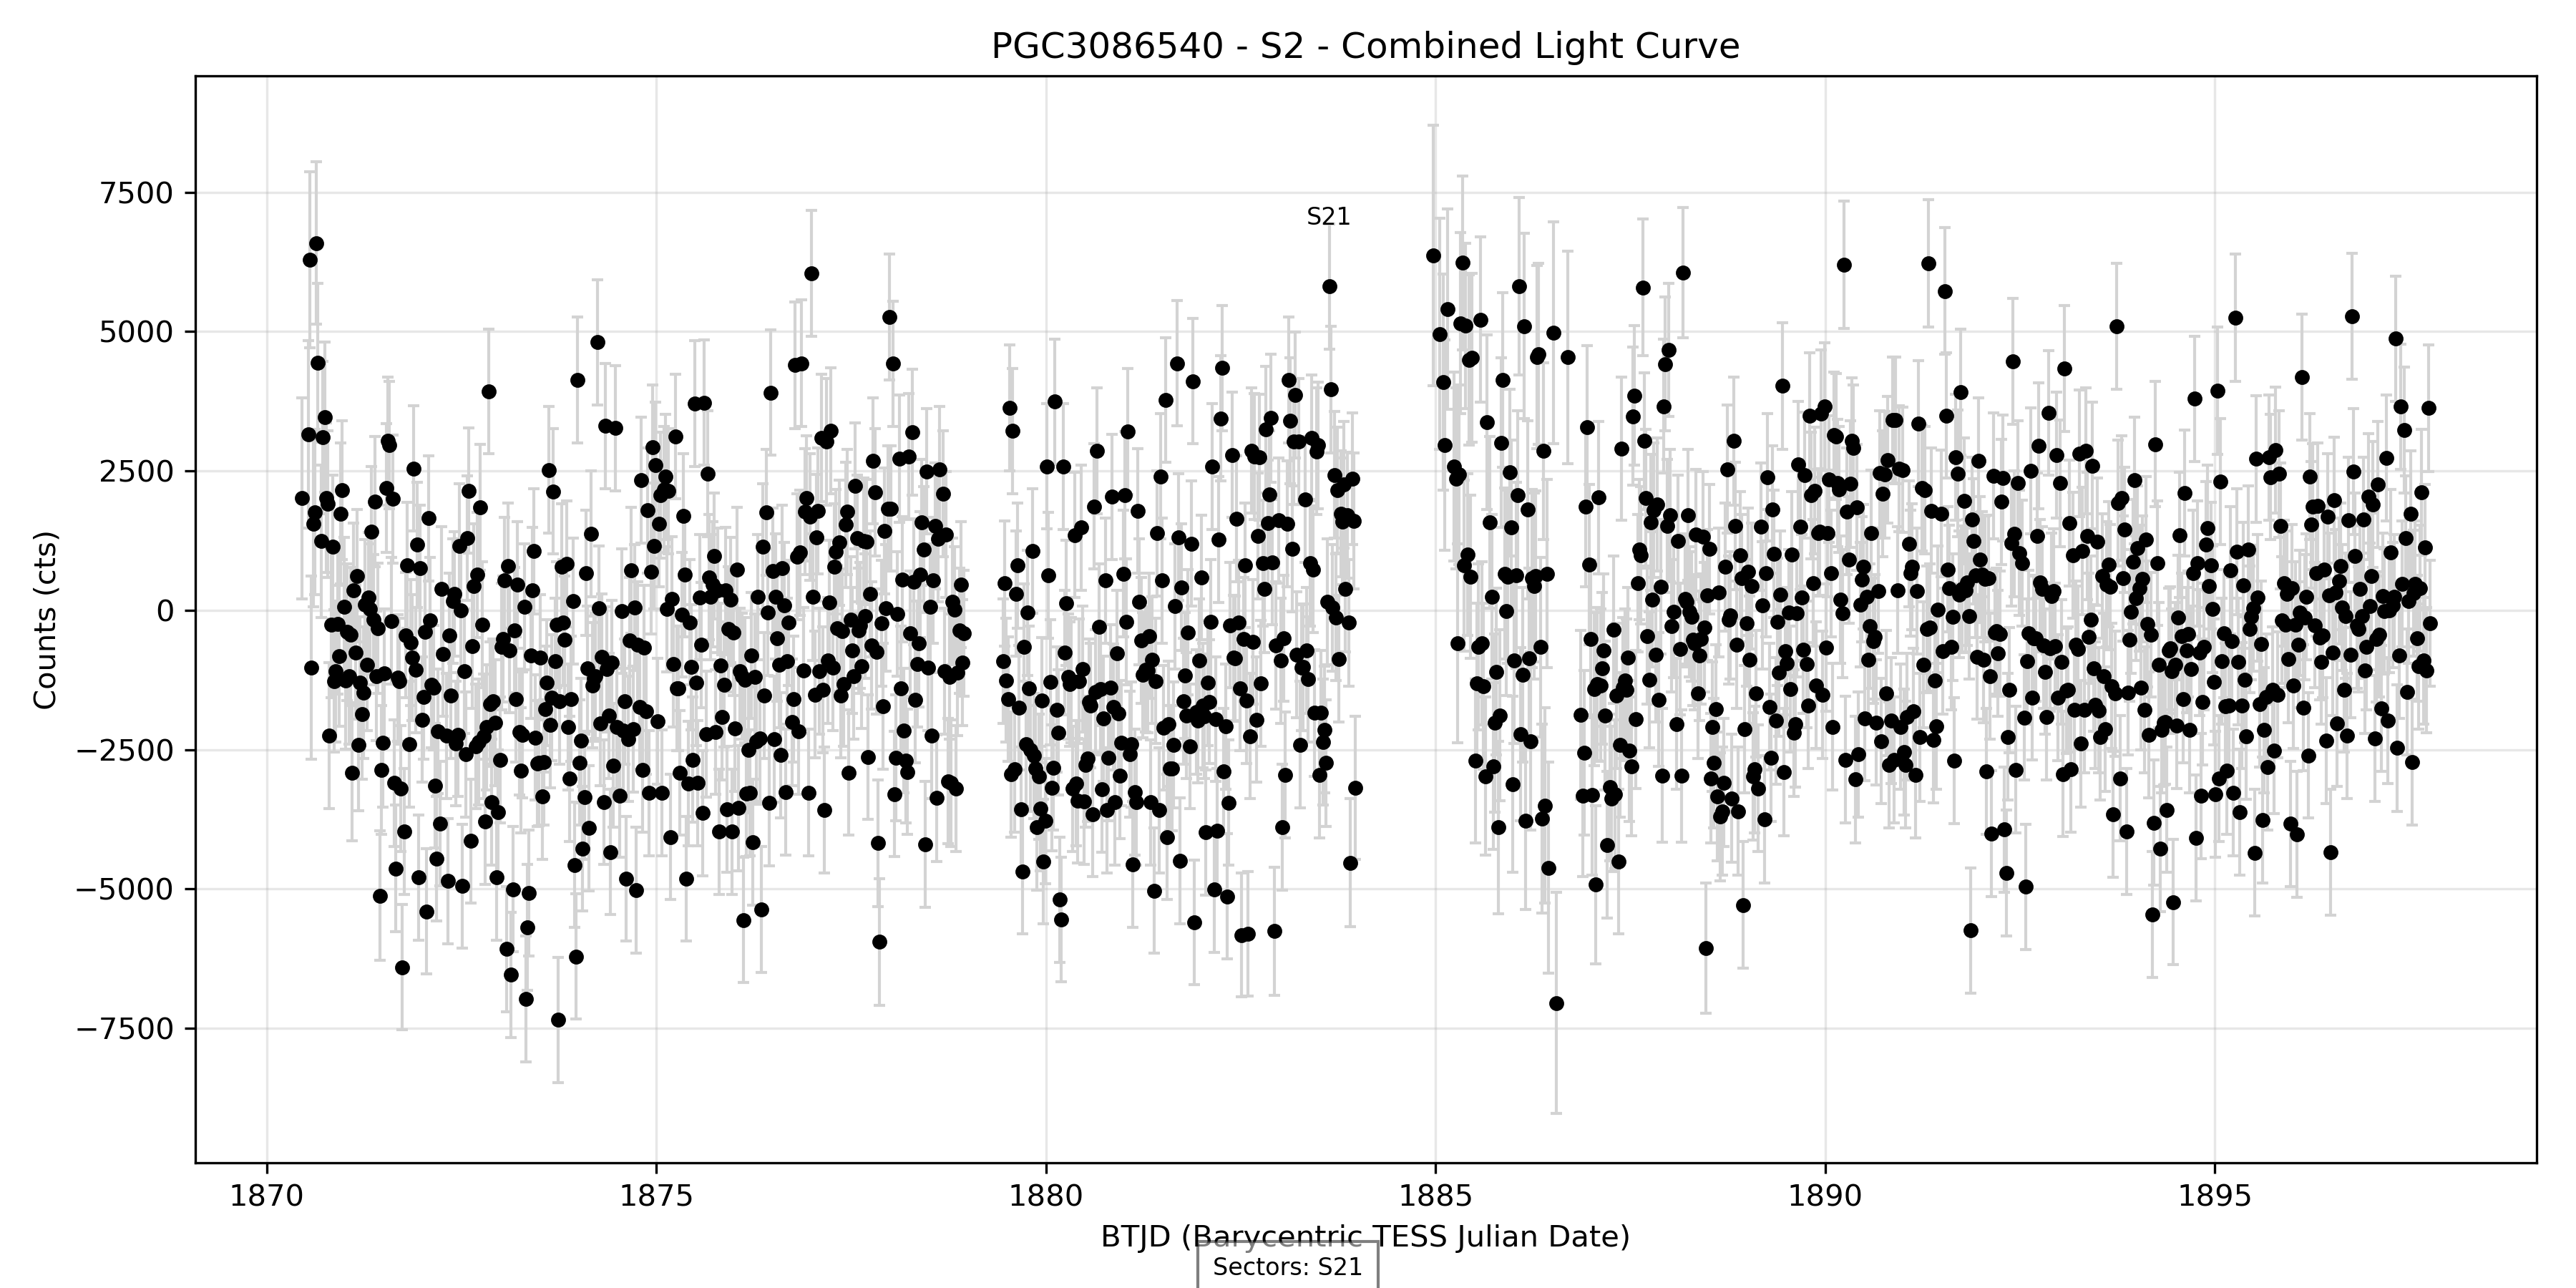 PGC3086540 - S2 - Combined Light Curve
S21
7500
5000
2500
0
−2500
−5000
−7500
Counts (cts)
1870 1875 1880 1885 1890 1895
BTJD (Barycentric TESS Julian Date)
Sectors: S21